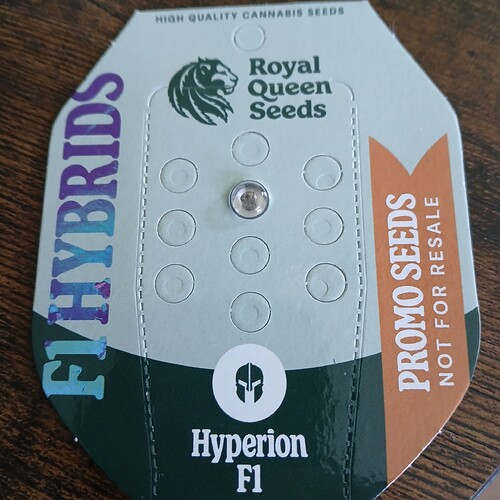 HIGH QUALITY CANNABIS SEEDS
Royal
Queen
Seeds
F1 HYBRIDS
PROMO SEEDS
NOT FOR RESALE
Hyperion
F1